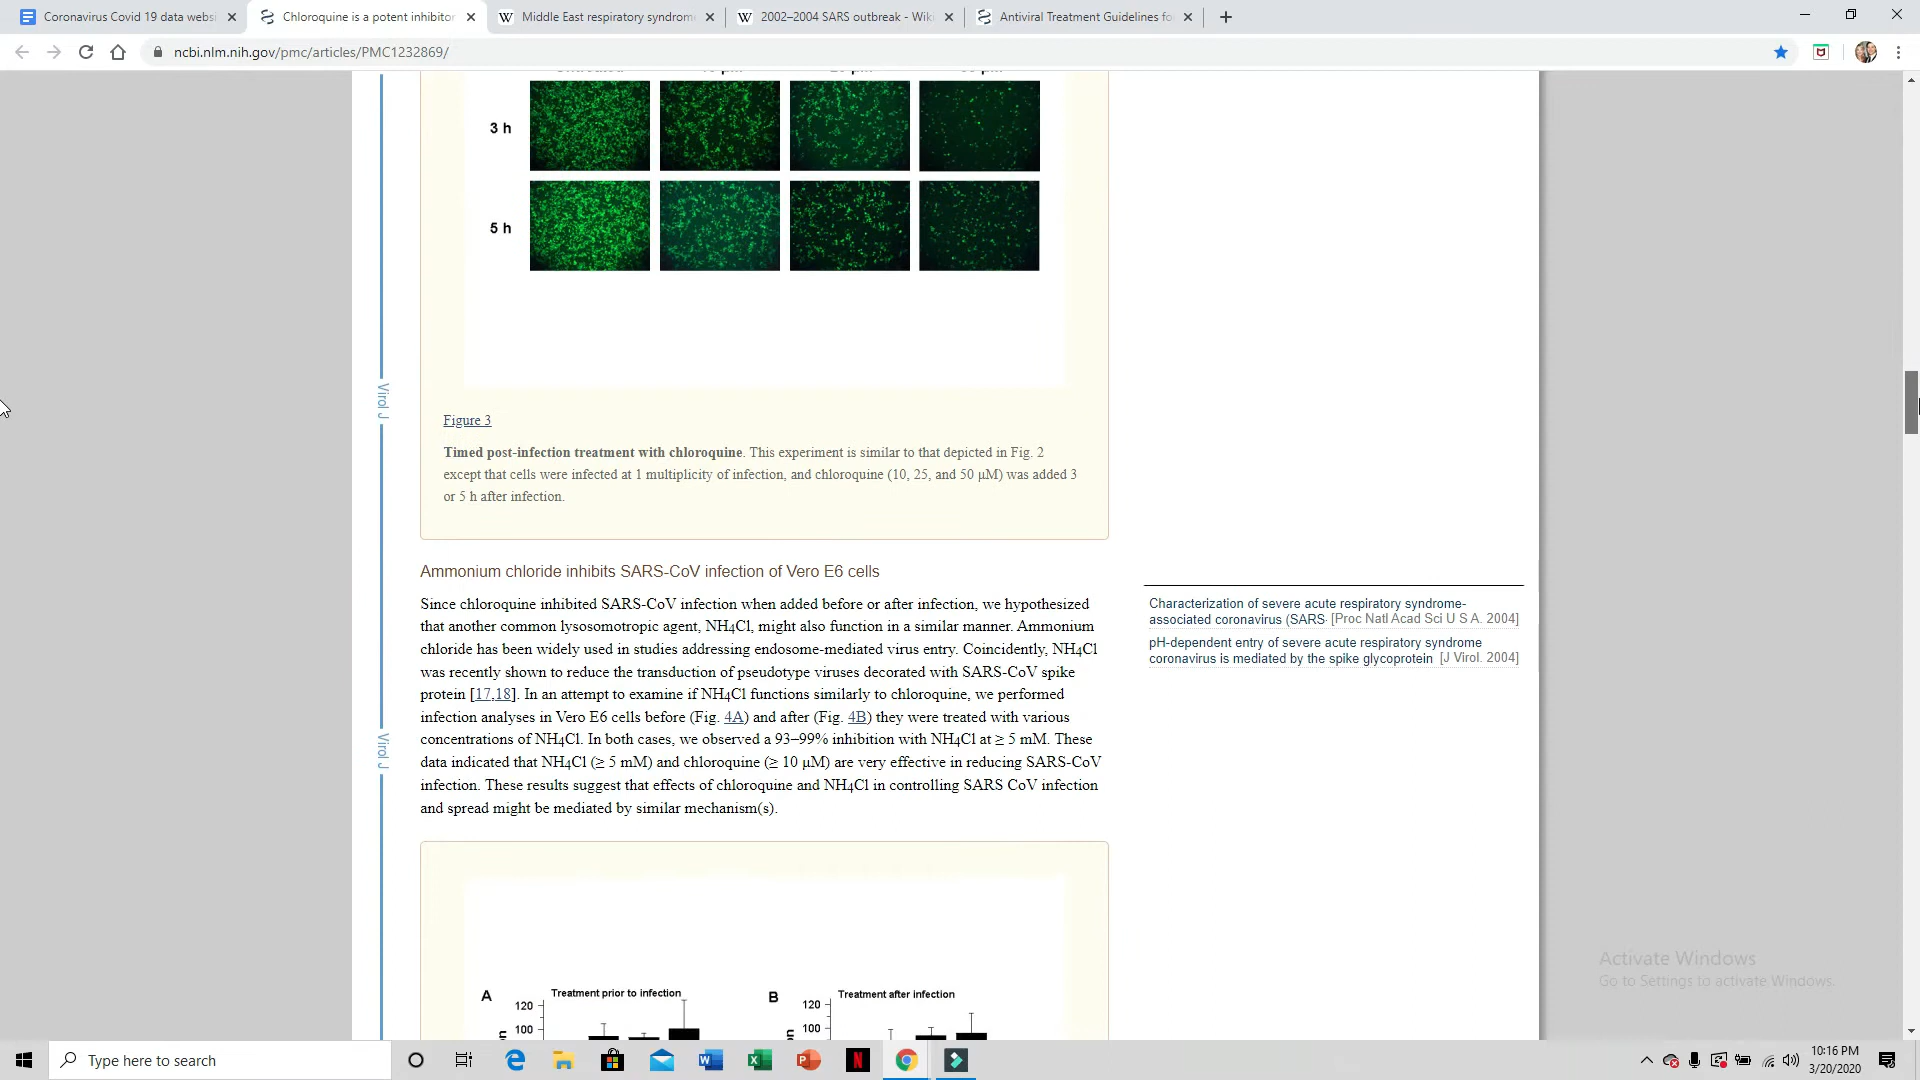 Coronavirus Covid 19 data websi
Chloroquine is a potent inhibitor
Middle East respiratory syndrom
2002–2004 SARS outbreak - Wiki
Antiviral Treatment Guidelines fo
ncbi.nlm.nih.gov/pmc/articles/PMC1232869/
3 h
5 h
Virol J
Figure 3
Timed post-infection treatment with chloroquine. This experiment is similar to that depicted in Fig. 2
except that cells were infected at 1 multiplicity of infection, and chloroquine (10, 25, and 50 μM) was added 3
or 5 h after infection.
Ammonium chloride inhibits SARS-CoV infection of Vero E6 cells
Since chloroquine inhibited SARS-CoV infection when added before or after infection, we hypothesized
that another common lysosomotropic agent, NH4Cl, might also function in a similar manner. Ammonium
chloride has been widely used in studies addressing endosome-mediated virus entry. Coincidently, NH4Cl
was recently shown to reduce the transduction of pseudotype viruses decorated with SARS-CoV spike
protein [17,18]. In an attempt to examine if NH4Cl functions similarly to chloroquine, we performed
infection analyses in Vero E6 cells before (Fig. 4A) and after (Fig. 4B) they were treated with various
concentrations of NH4Cl. In both cases, we observed a 93–99% inhibition with NH4Cl at ≥ 5 mM. These
data indicated that NH4Cl (≥ 5 mM) and chloroquine (≥ 10 μM) are very effective in reducing SARS-CoV
infection. These results suggest that effects of chloroquine and NH4Cl in controlling SARS CoV infection
and spread might be mediated by similar mechanism(s).
Characterization of severe acute respiratory syndrome-
associated coronavirus (SARS- [Proc Natl Acad Sci U S A. 2004]
pH-dependent entry of severe acute respiratory syndrome
coronavirus is mediated by the spike glycoprotein [J Virol. 2004]
Virol J
A
Treatment prior to infection
120
100
B
Treatment after infection
120
100
Activate Windows
Go to Settings to activate Windows.
Type here to search
10:16 PM
3/20/2020